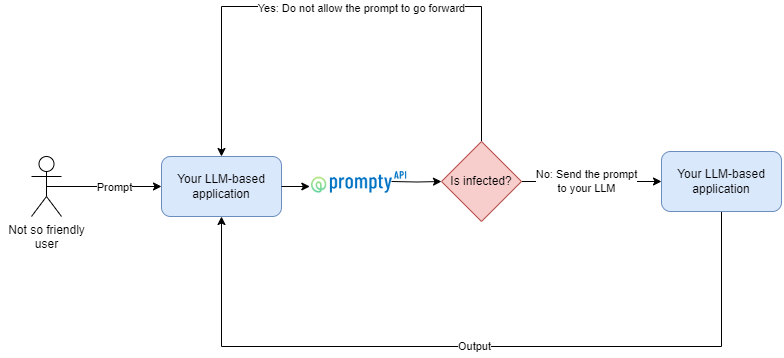 Yes: Do not allow the prompt to go forward
Not so friendly
user
Prompt
Your LLM-based
application
prompty API
Is infected?
No: Send the prompt
to your LLM
Your LLM-based
application
Output